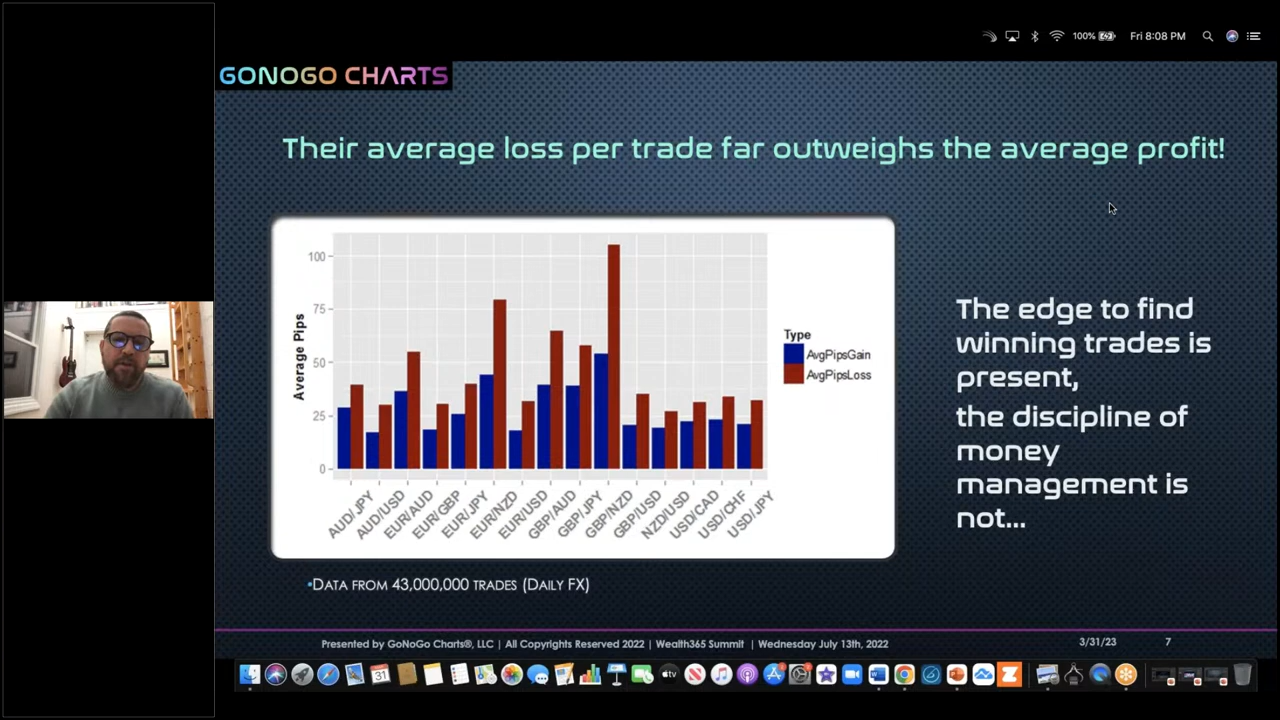 100% Fri 8:08 PM
GONOGO CHARTS
Their average loss per trade far outweighs the average profit!
100
75
50
25
0
Average Pips
AUD/JPY
AUD/USD
EUR/AUD
EUR/GBP
EUR/JPY
EUR/NZD
EUR/USD
GBP/AUD
GBP/JPY
GBP/NZD
GBP/USD
NZD/USD
USD/CAD
USD/CHF
USD/JPY
Type
AvgPipsGain
AvgPipsLoss
The edge to find
winning trades is
present,
the discipline of
money
management is
not...
•DATA FROM 43,000,000 TRADES (DAILY FX)
Presented by GoNoGo Charts®, LLC | All Copyrights Reserved 2022 | Wealth365 Summit | Wednesday July 13th, 2022
3/31/23
7
31
tv